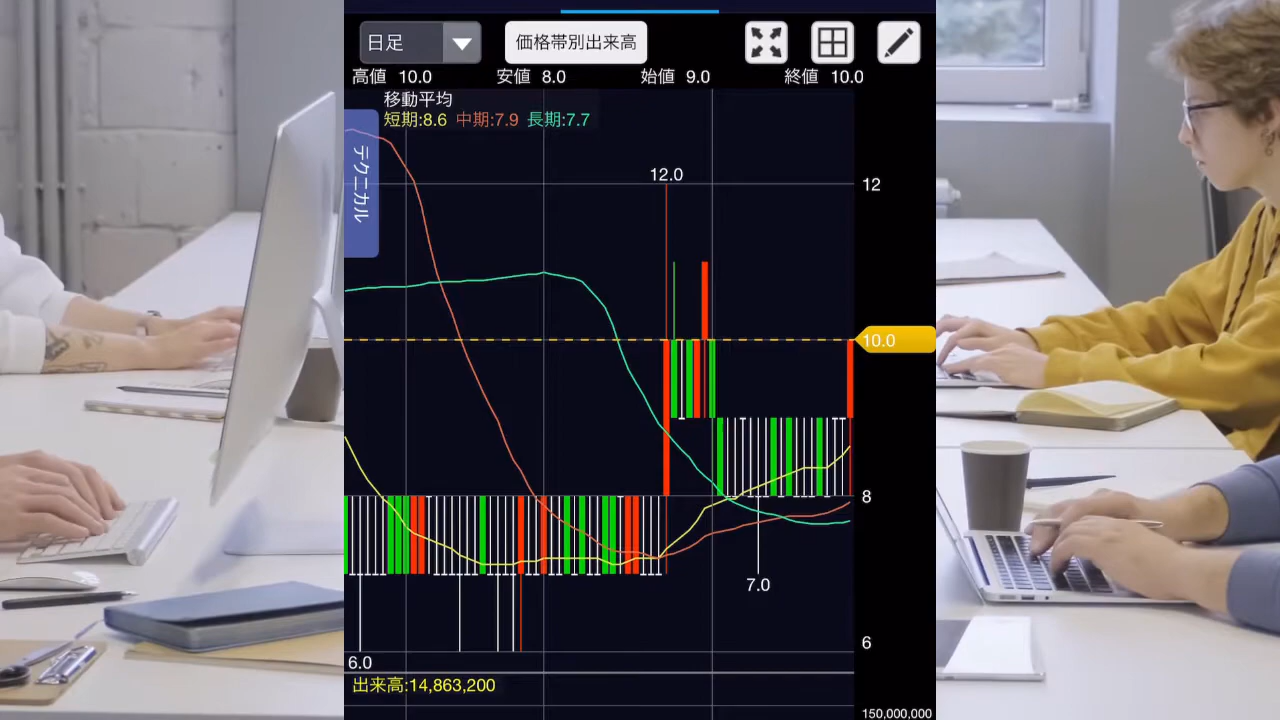 日足
価格帯別出来高
高値 10.0 安値 8.0 始値 9.0 終値 10.0
移動平均
短期:8.6 中期:7.9 長期:7.7
テクニカル
12.0
12
10.0
8
7.0
6
6.0
出来高:14,863,200
150,000,000